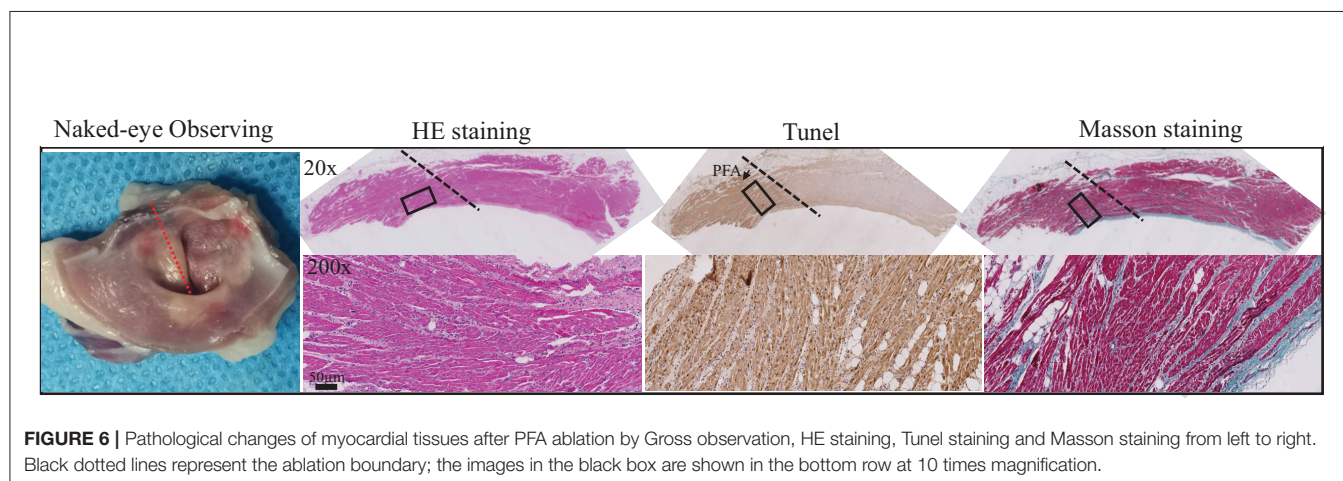 Naked-eye Observing HE staining Tunel Masson staining
20x
PFA
200x
50μm
FIGURE 6 | Pathological changes of myocardial tissues after PFA ablation by Gross observation, HE staining, Tunel staining and Masson staining from left to right.
Black dotted lines represent the ablation boundary; the images in the black box are shown in the bottom row at 10 times magnification.